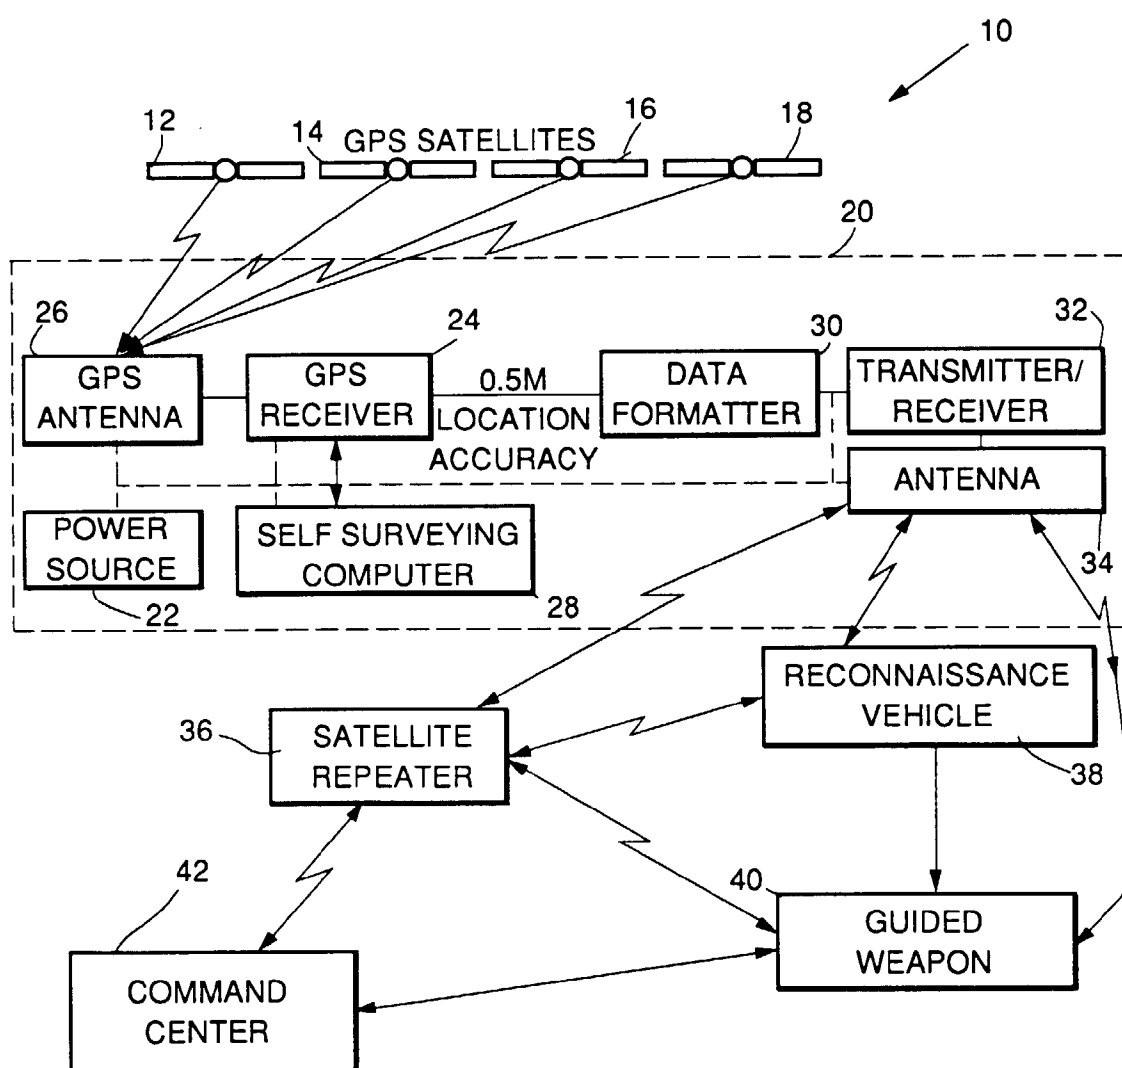 10
12
14
GPS SATELLITES
16
18
20
26
24
30
32
GPS
ANTENNA
GPS
RECEIVER
0.5M
LOCATION
ACCURACY
DATA
FORMATTER
TRANSMITTER/
RECEIVER
ANTENNA
34
POWER
SOURCE
22
SELF SURVEYING
COMPUTER
28
RECONNAISSANCE
VEHICLE
38
36
SATELLITE
REPEATER
42
40
GUIDED
WEAPON
COMMAND
CENTER